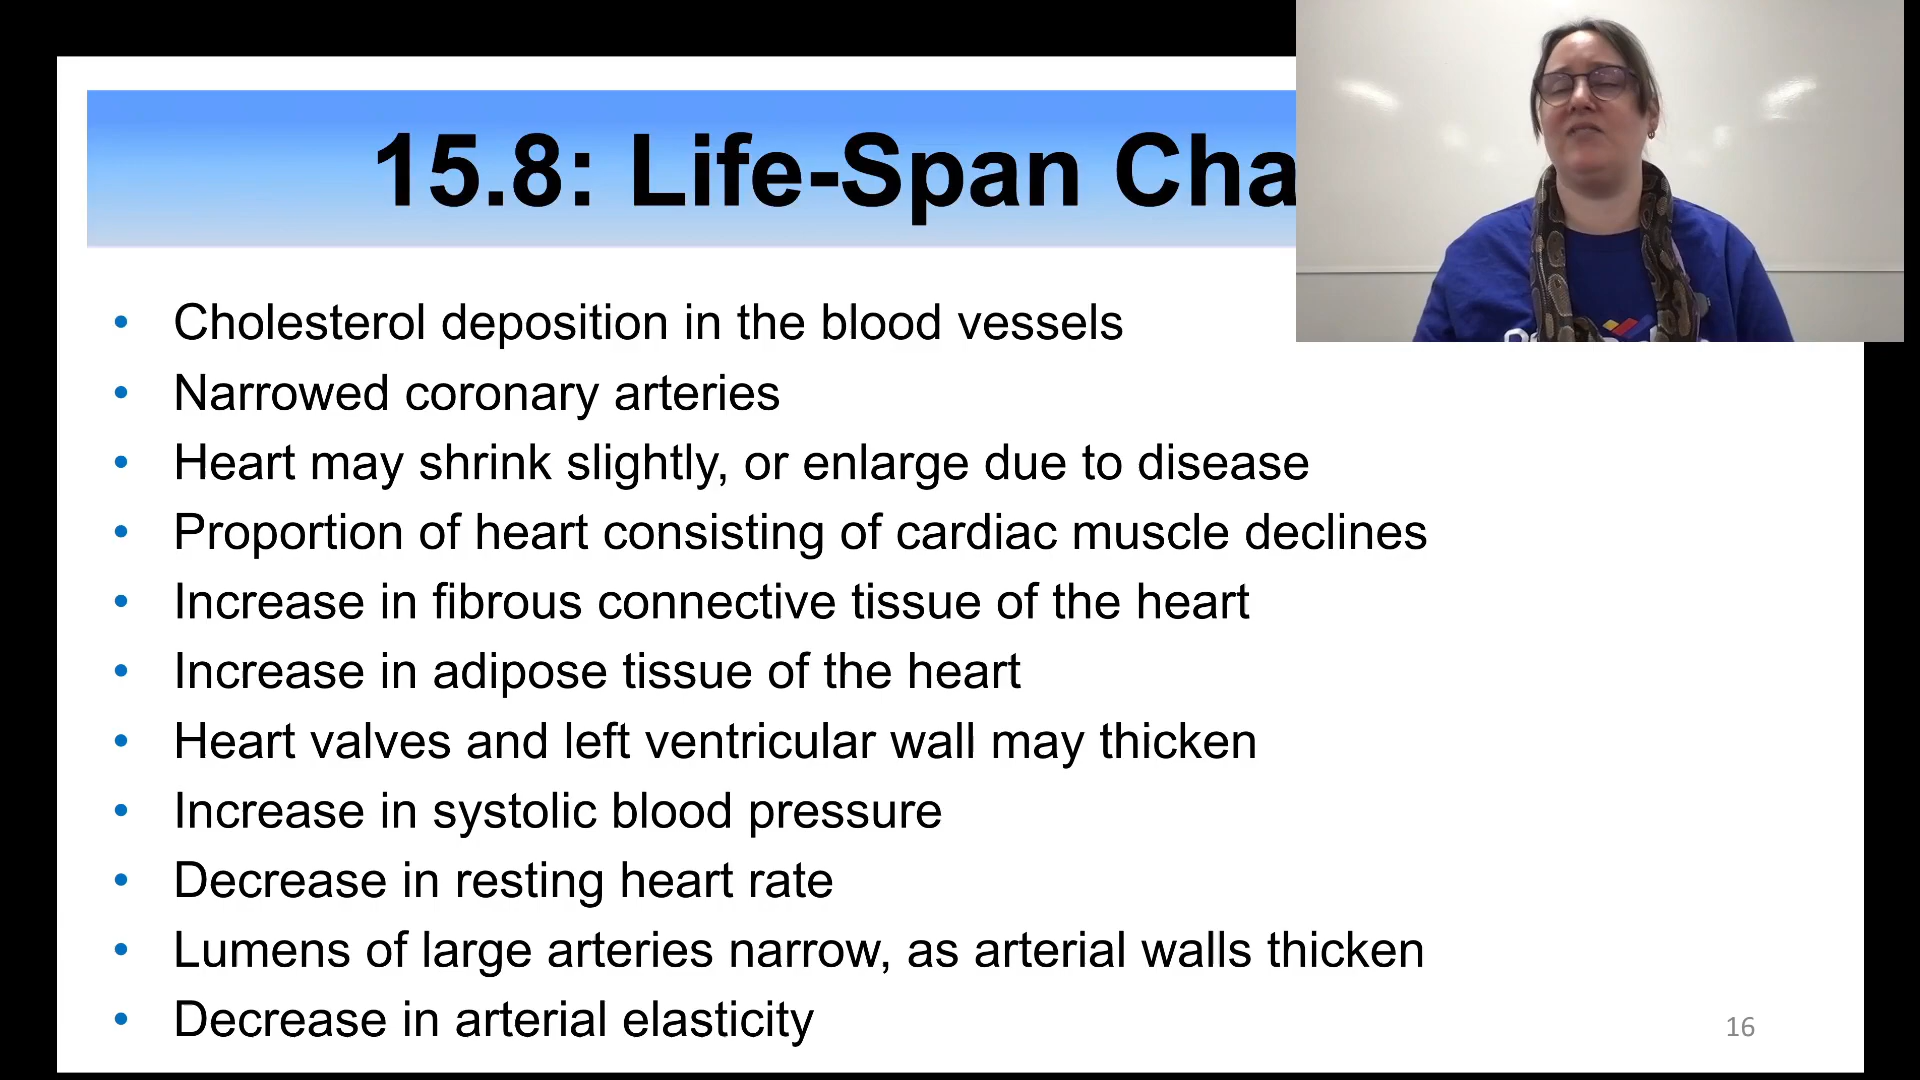 15.8: Life-Span Cha
Cholesterol deposition in the blood vessels
Narrowed coronary arteries
Heart may shrink slightly, or enlarge due to disease
Proportion of heart consisting of cardiac muscle declines
Increase in fibrous connective tissue of the heart
Increase in adipose tissue of the heart
Heart valves and left ventricular wall may thicken
Increase in systolic blood pressure
Decrease in resting heart rate
Lumens of large arteries narrow, as arterial walls thicken
Decrease in arterial elasticity
16